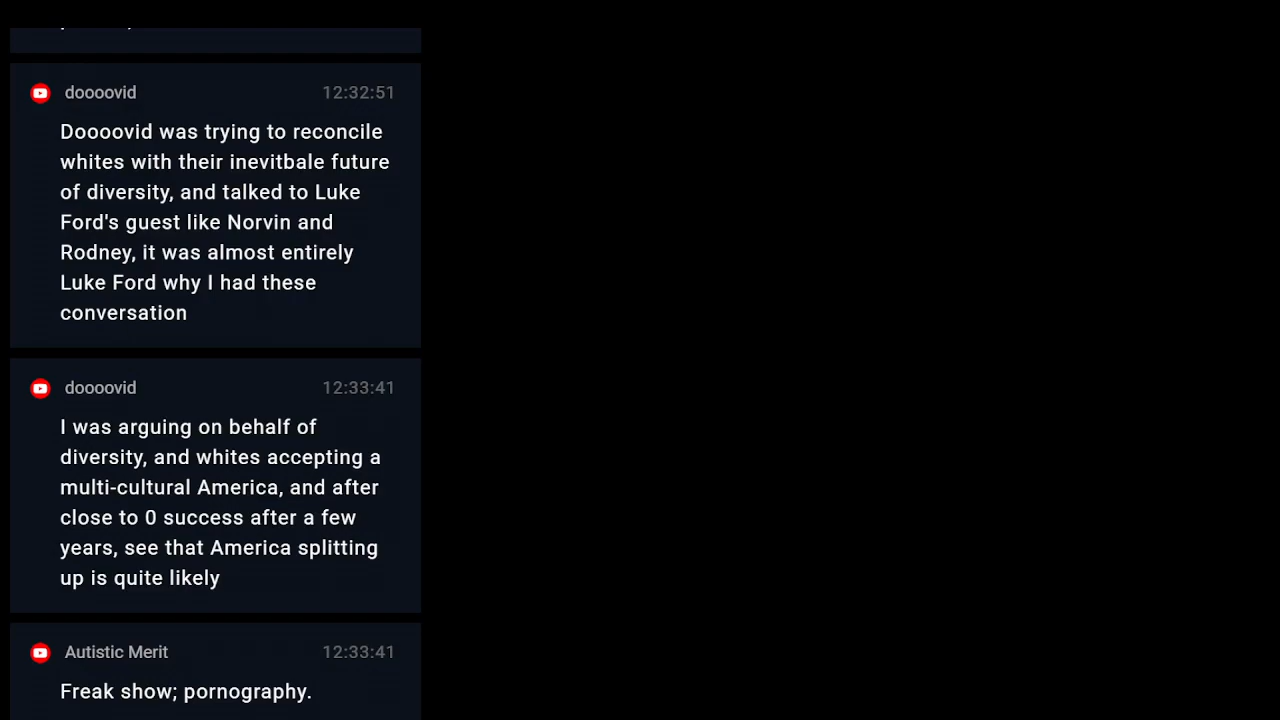 doooovid 12:32:51
Doooovid was trying to reconcile
whites with their inevitbale future
of diversity, and talked to Luke
Ford's guest like Norvin and
Rodney, it was almost entirely
Luke Ford why I had these
conversation
doooovid 12:33:41
I was arguing on behalf of
diversity, and whites accepting a
multi-cultural America, and after
close to 0 success after a few
years, see that America splitting
up is quite likely
Autistic Merit 12:33:41
Freak show; pornography.